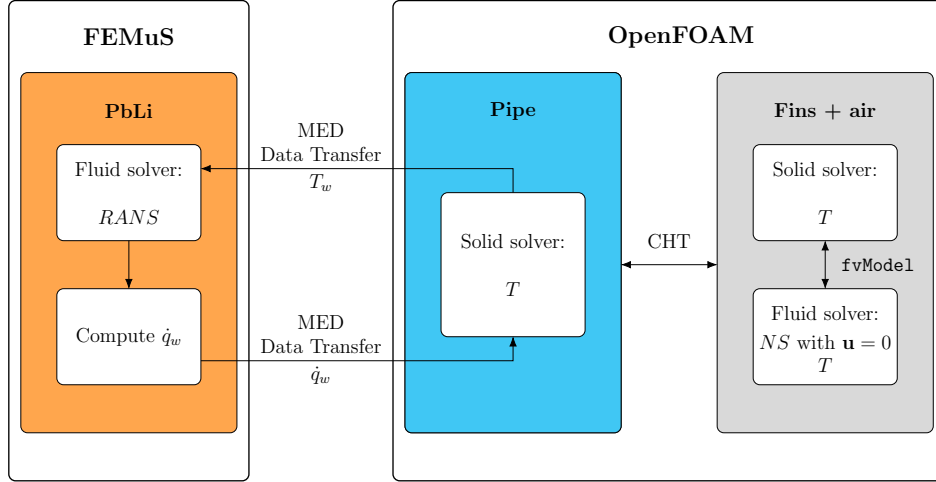 FEMuS
PbLi
Fluid solver:
RANS
Compute q̇_w
MED
Data Transfer
T_w
MED
Data Transfer
q̇_w
OpenFOAM
Pipe
Solid solver:
T
CHT
Fins + air
Solid solver:
T
fvModel
Fluid solver:
NS with u = 0
T